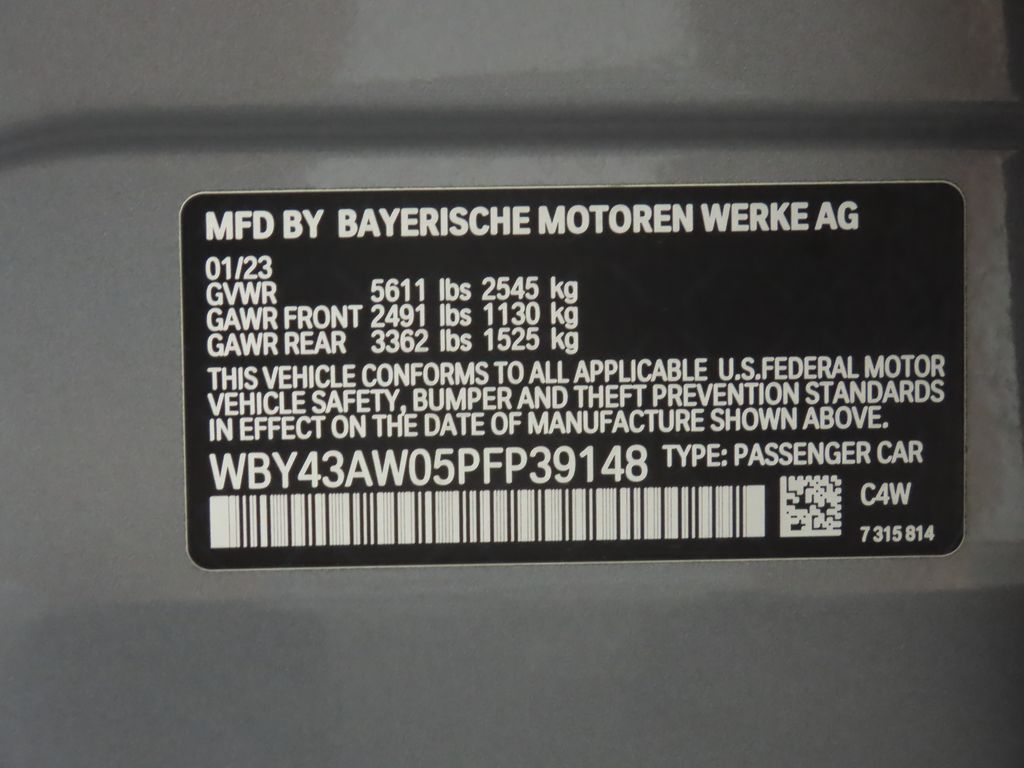 MFD BY BAYERISCHE MOTOREN WERKE AG
01/23
GVWR 5611 lbs 2545 kg
GAWR FRONT 2491 lbs 1130 kg
GAWR REAR 3362 lbs 1525 kg
THIS VEHICLE CONFORMS TO ALL APPLICABLE U.S.FEDERAL MOTOR
VEHICLE SAFETY, BUMPER AND THEFT PREVENTION STANDARDS
IN EFFECT ON THE DATE OF MANUFACTURE SHOWN ABOVE.
WBY43AW05PFP39148 TYPE: PASSENGER CAR
C4W
7 315 814